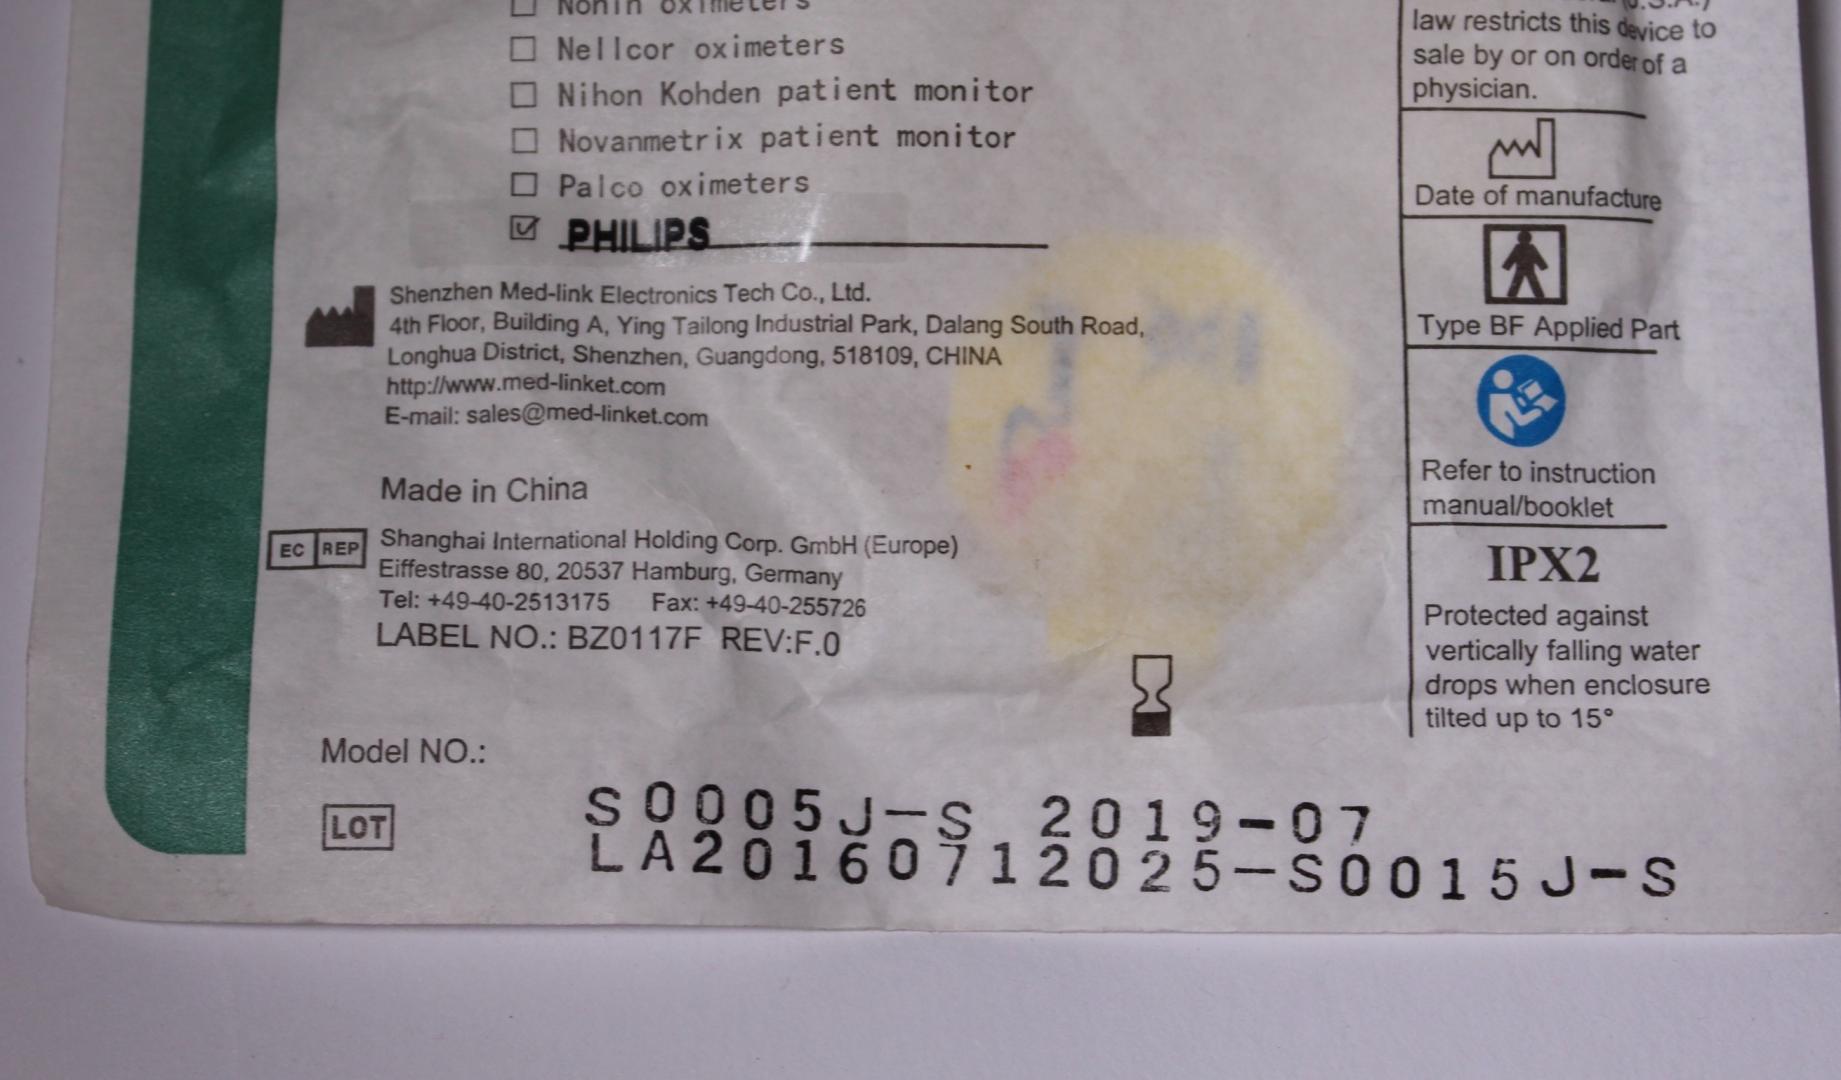 Nonin oximeters
Nellcor oximeters
Nihon Kohden patient monitor
Novanmetrix patient monitor
Palco oximeters
PHILIPS
Shenzhen Med-link Electronics Tech Co., Ltd.
4th Floor, Building A, Ying Tailong Industrial Park, Dalang South Road,
Longhua District, Shenzhen, Guangdong, 518109, CHINA
http://www.med-linket.com
E-mail: sales@med-linket.com
Made in China
EC REP
Shanghai International Holding Corp. GmbH (Europe)
Eiffestrasse 80, 20537 Hamburg, Germany
Tel: +49-40-2513175 Fax: +49-40-255726
LABEL NO.: BZ0117F REV:F.0
Model NO.:
S0005J-S 2019-07
LOT
LA20160712025-S0015J-S
(U.S.A.)
law restricts this device to
sale by or on order of a
physician.
Date of manufacture
Type BF Applied Part
Refer to instruction
manual/booklet
IPX2
Protected against
vertically falling water
drops when enclosure
tilted up to 15°